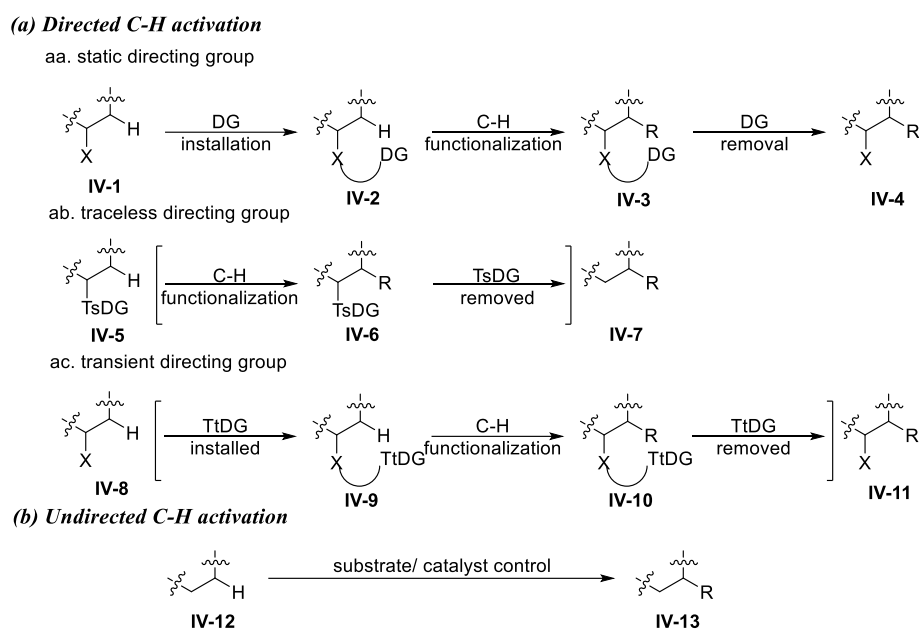 (a) Directed C-H activation
aa. static directing group
H
X
IV-1
DG
installation
H
X
DG
IV-2
C-H
functionalization
R
X
DG
IV-3
DG
removal
R
X
IV-4
ab. traceless directing group
H
TsDG
IV-5
C-H
functionalization
R
TsDG
IV-6
TsDG
removed
R
IV-7
ac. transient directing group
H
X
IV-8
TtDG
installed
H
X
TtDG
IV-9
C-H
functionalization
R
X
TtDG
IV-10
TtDG
removed
R
X
IV-11
(b) Undirected C-H activation
H
IV-12
substrate/ catalyst control
R
IV-13